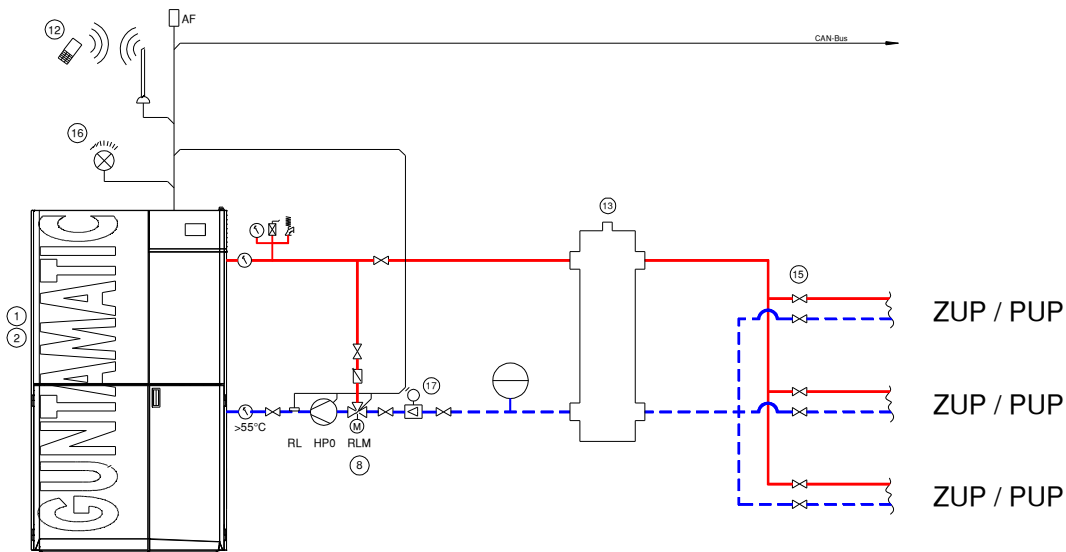 AF
12
CAN-Bus
16
13
GUNTAMATIC
1
2
15
ZUP / PUP
17
ZUP / PUP
>55°C
RL
HP0
RLM
M
8
ZUP / PUP